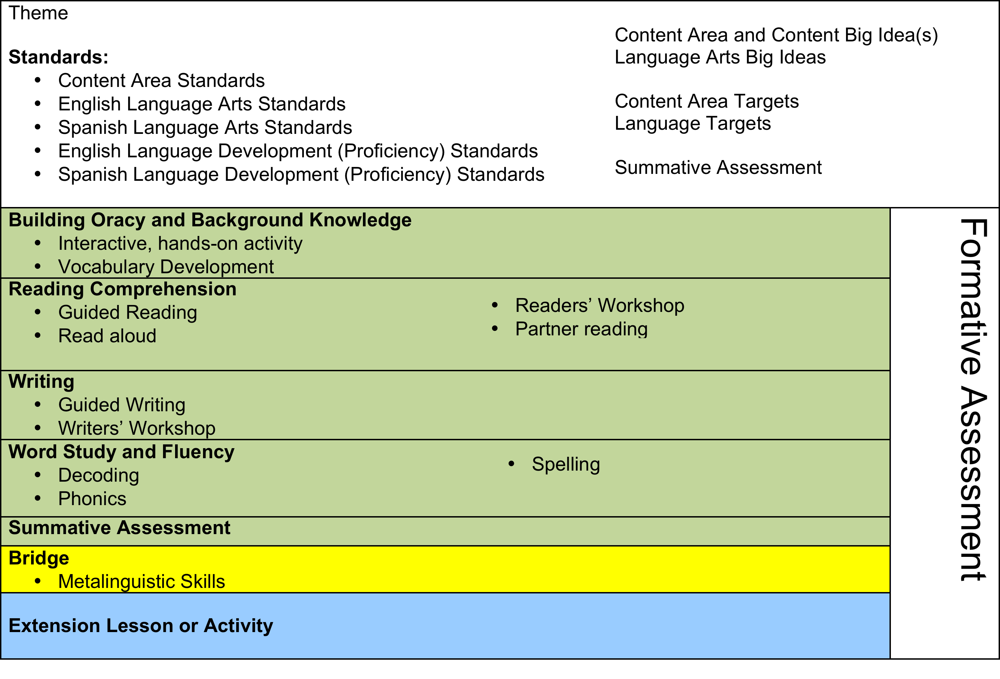 Theme
Standards:
• Content Area Standards
• English Language Arts Standards
• Spanish Language Arts Standards
• English Language Development (Proficiency) Standards
• Spanish Language Development (Proficiency) Standards
Content Area and Content Big Idea(s)
Language Arts Big Ideas
Content Area Targets
Language Targets
Summative Assessment
Building Oracy and Background Knowledge
• Interactive, hands-on activity
• Vocabulary Development
Reading Comprehension
• Guided Reading
• Read aloud
• Readers’ Workshop
• Partner reading
Writing
• Guided Writing
• Writers’ Workshop
Word Study and Fluency
• Decoding
• Phonics
• Spelling
Summative Assessment
Bridge
• Metalinguistic Skills
Extension Lesson or Activity
Formative Assessment